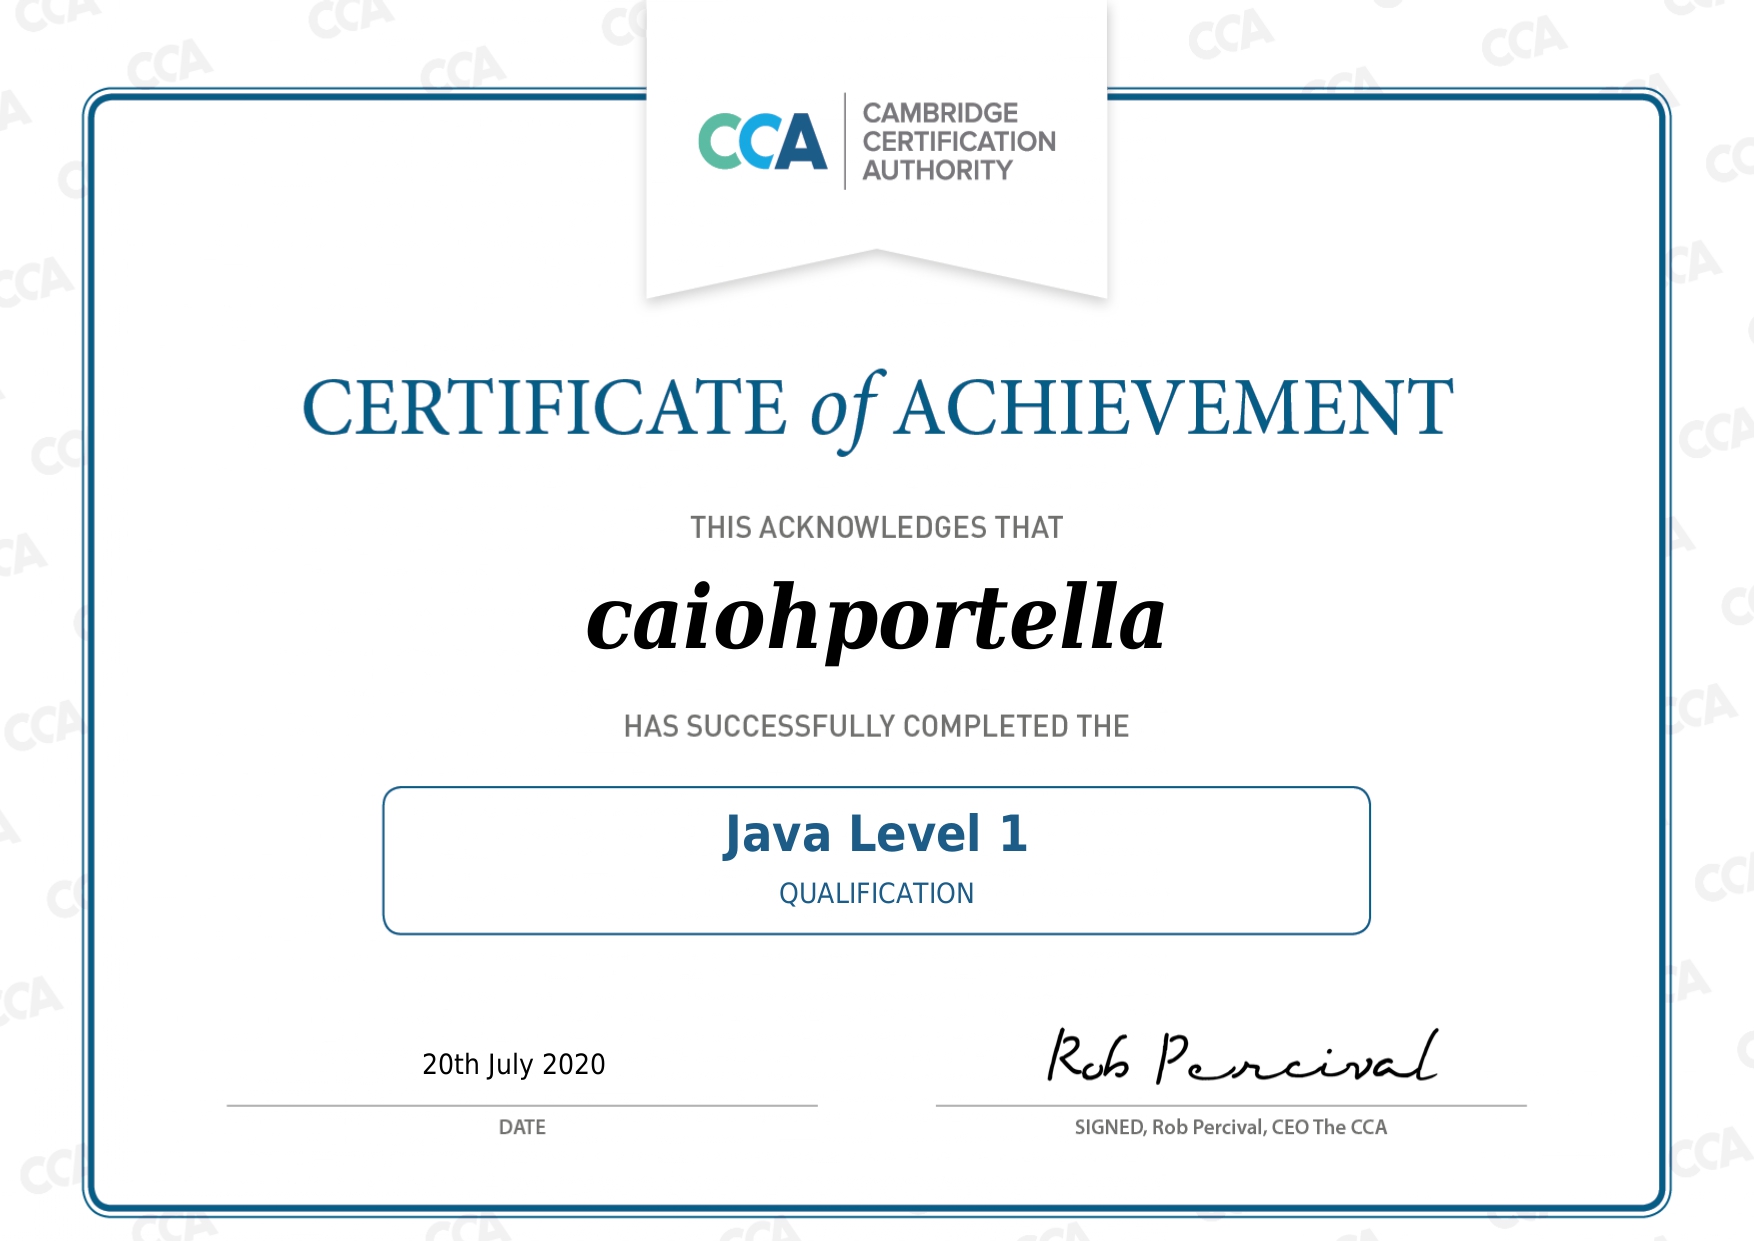 CCA
CAMBRIDGE
CERTIFICATION
AUTHORITY
CERTIFICATE of ACHIEVEMENT
THIS ACKNOWLEDGES THAT
caiohportella
HAS SUCCESSFULLY COMPLETED THE
Java Level 1
QUALIFICATION
20th July 2020
Rob Percival
DATE
SIGNED, Rob Percival, CEO The CCA